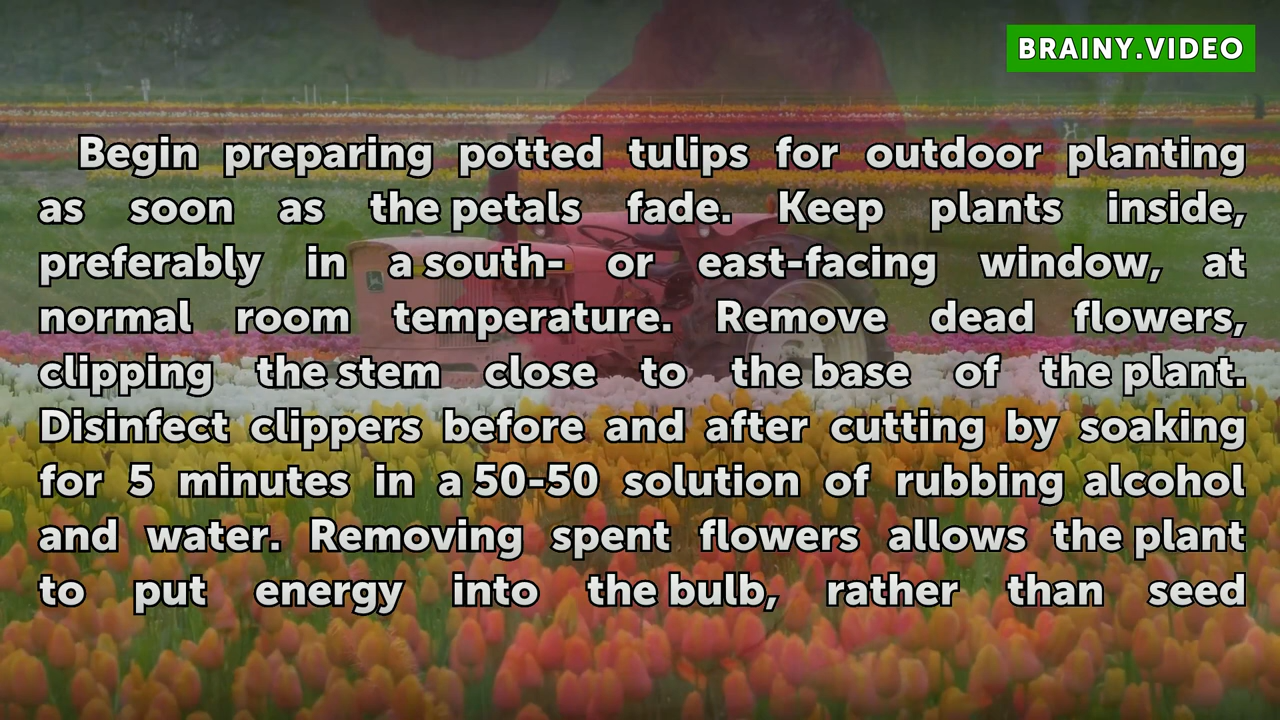 BRAINY.VIDEO
Begin preparing potted tulips for outdoor planting
as soon as the petals fade. Keep plants inside,
preferably in a south- or east-facing window, at
normal room temperature. Remove dead flowers,
clipping the stem close to the base of the plant.
Disinfect clippers before and after cutting by soaking
for 5 minutes in a 50-50 solution of rubbing alcohol
and water. Removing spent flowers allows the plant
to put energy into the bulb, rather than seed